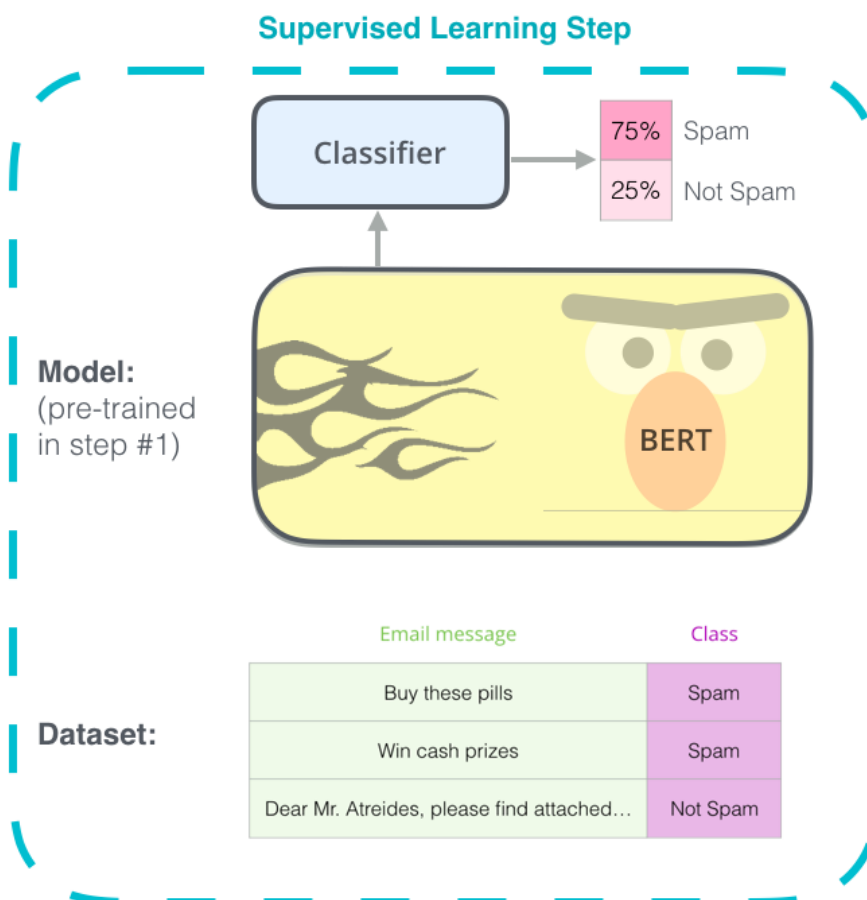 Supervised Learning Step
Classifier
75% Spam
25% Not Spam
Model:
(pre-trained
in step #1)
BERT
Email message Class
Dataset:
Buy these pills Spam
Win cash prizes Spam
Dear Mr. Atreides, please find attached... Not Spam